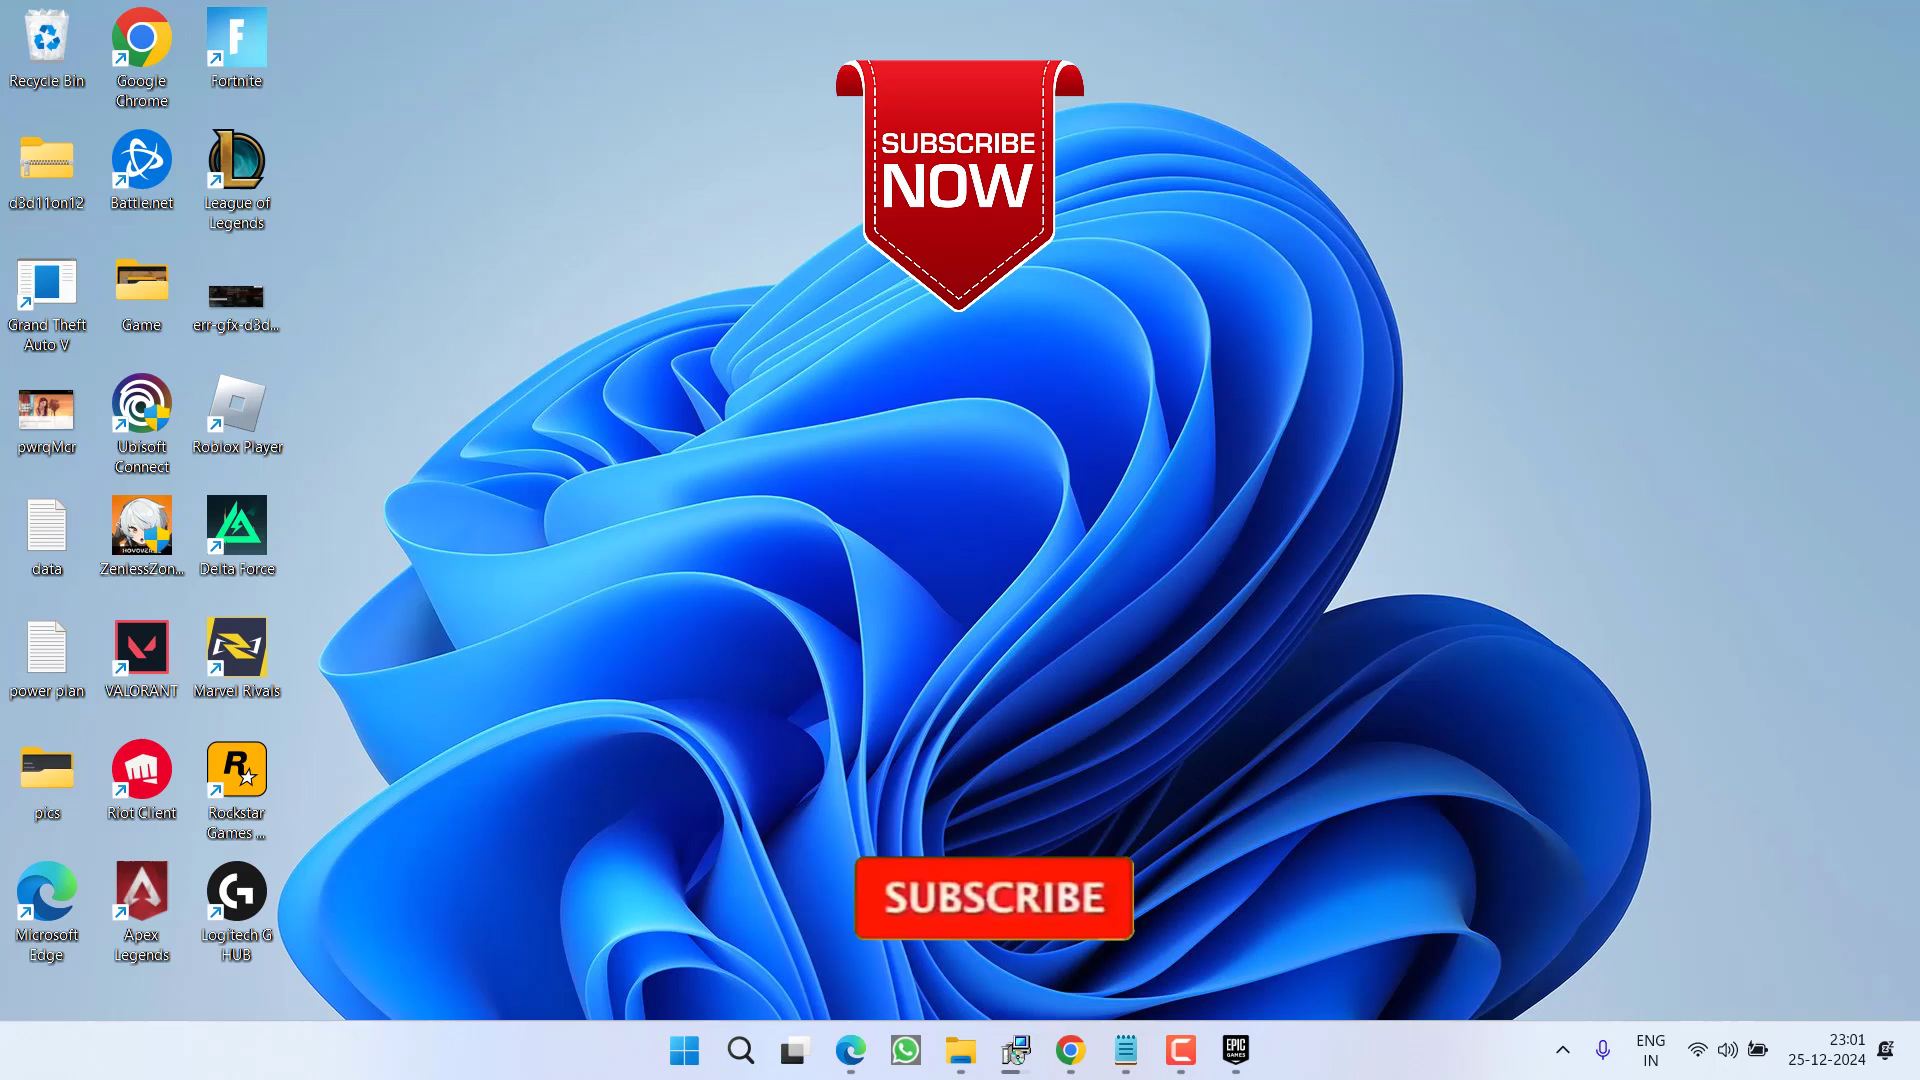 Recycle Bin
Google
Chrome
Fortnite
d3d11on12
Battle.net
League of
Legends
Grand Theft
Auto V
Game
err-gfx-d3d...
pwrqMcr
Ubisoft
Connect
Roblox Player
data
ZenlessZon...
Delta Force
power plan
VALORANT
Marvel Rivals
pics
Riot Client
Rockstar
Games ...
Microsoft
Edge
Apex
Legends
Logitech G
HUB
SUBSCRIBE
NOW
SUBSCRIBE
EPIC
GAMES
ENG
IN
23:01
25-12-2024